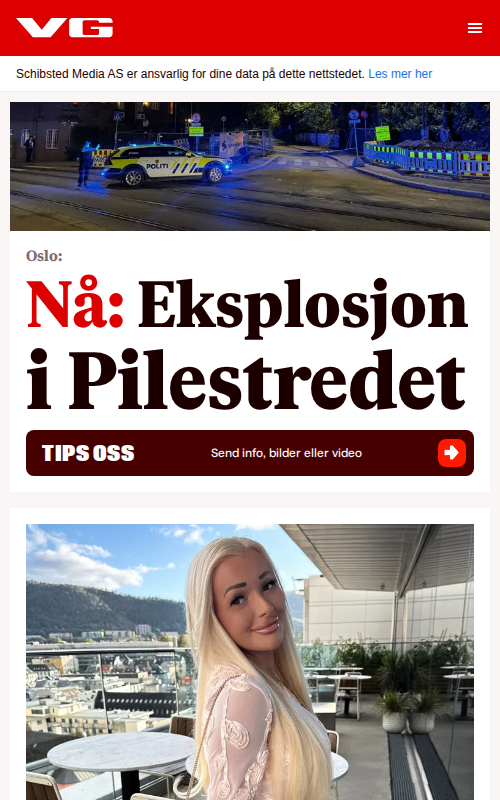 VG
Schibsted Media AS er ansvarlig for dine data på dette nettstedet. Les mer her
POLITI
Oslo:
Nå: Eksplosjon
i Pilestredet
TIPS OSS
Send info, bilder eller video